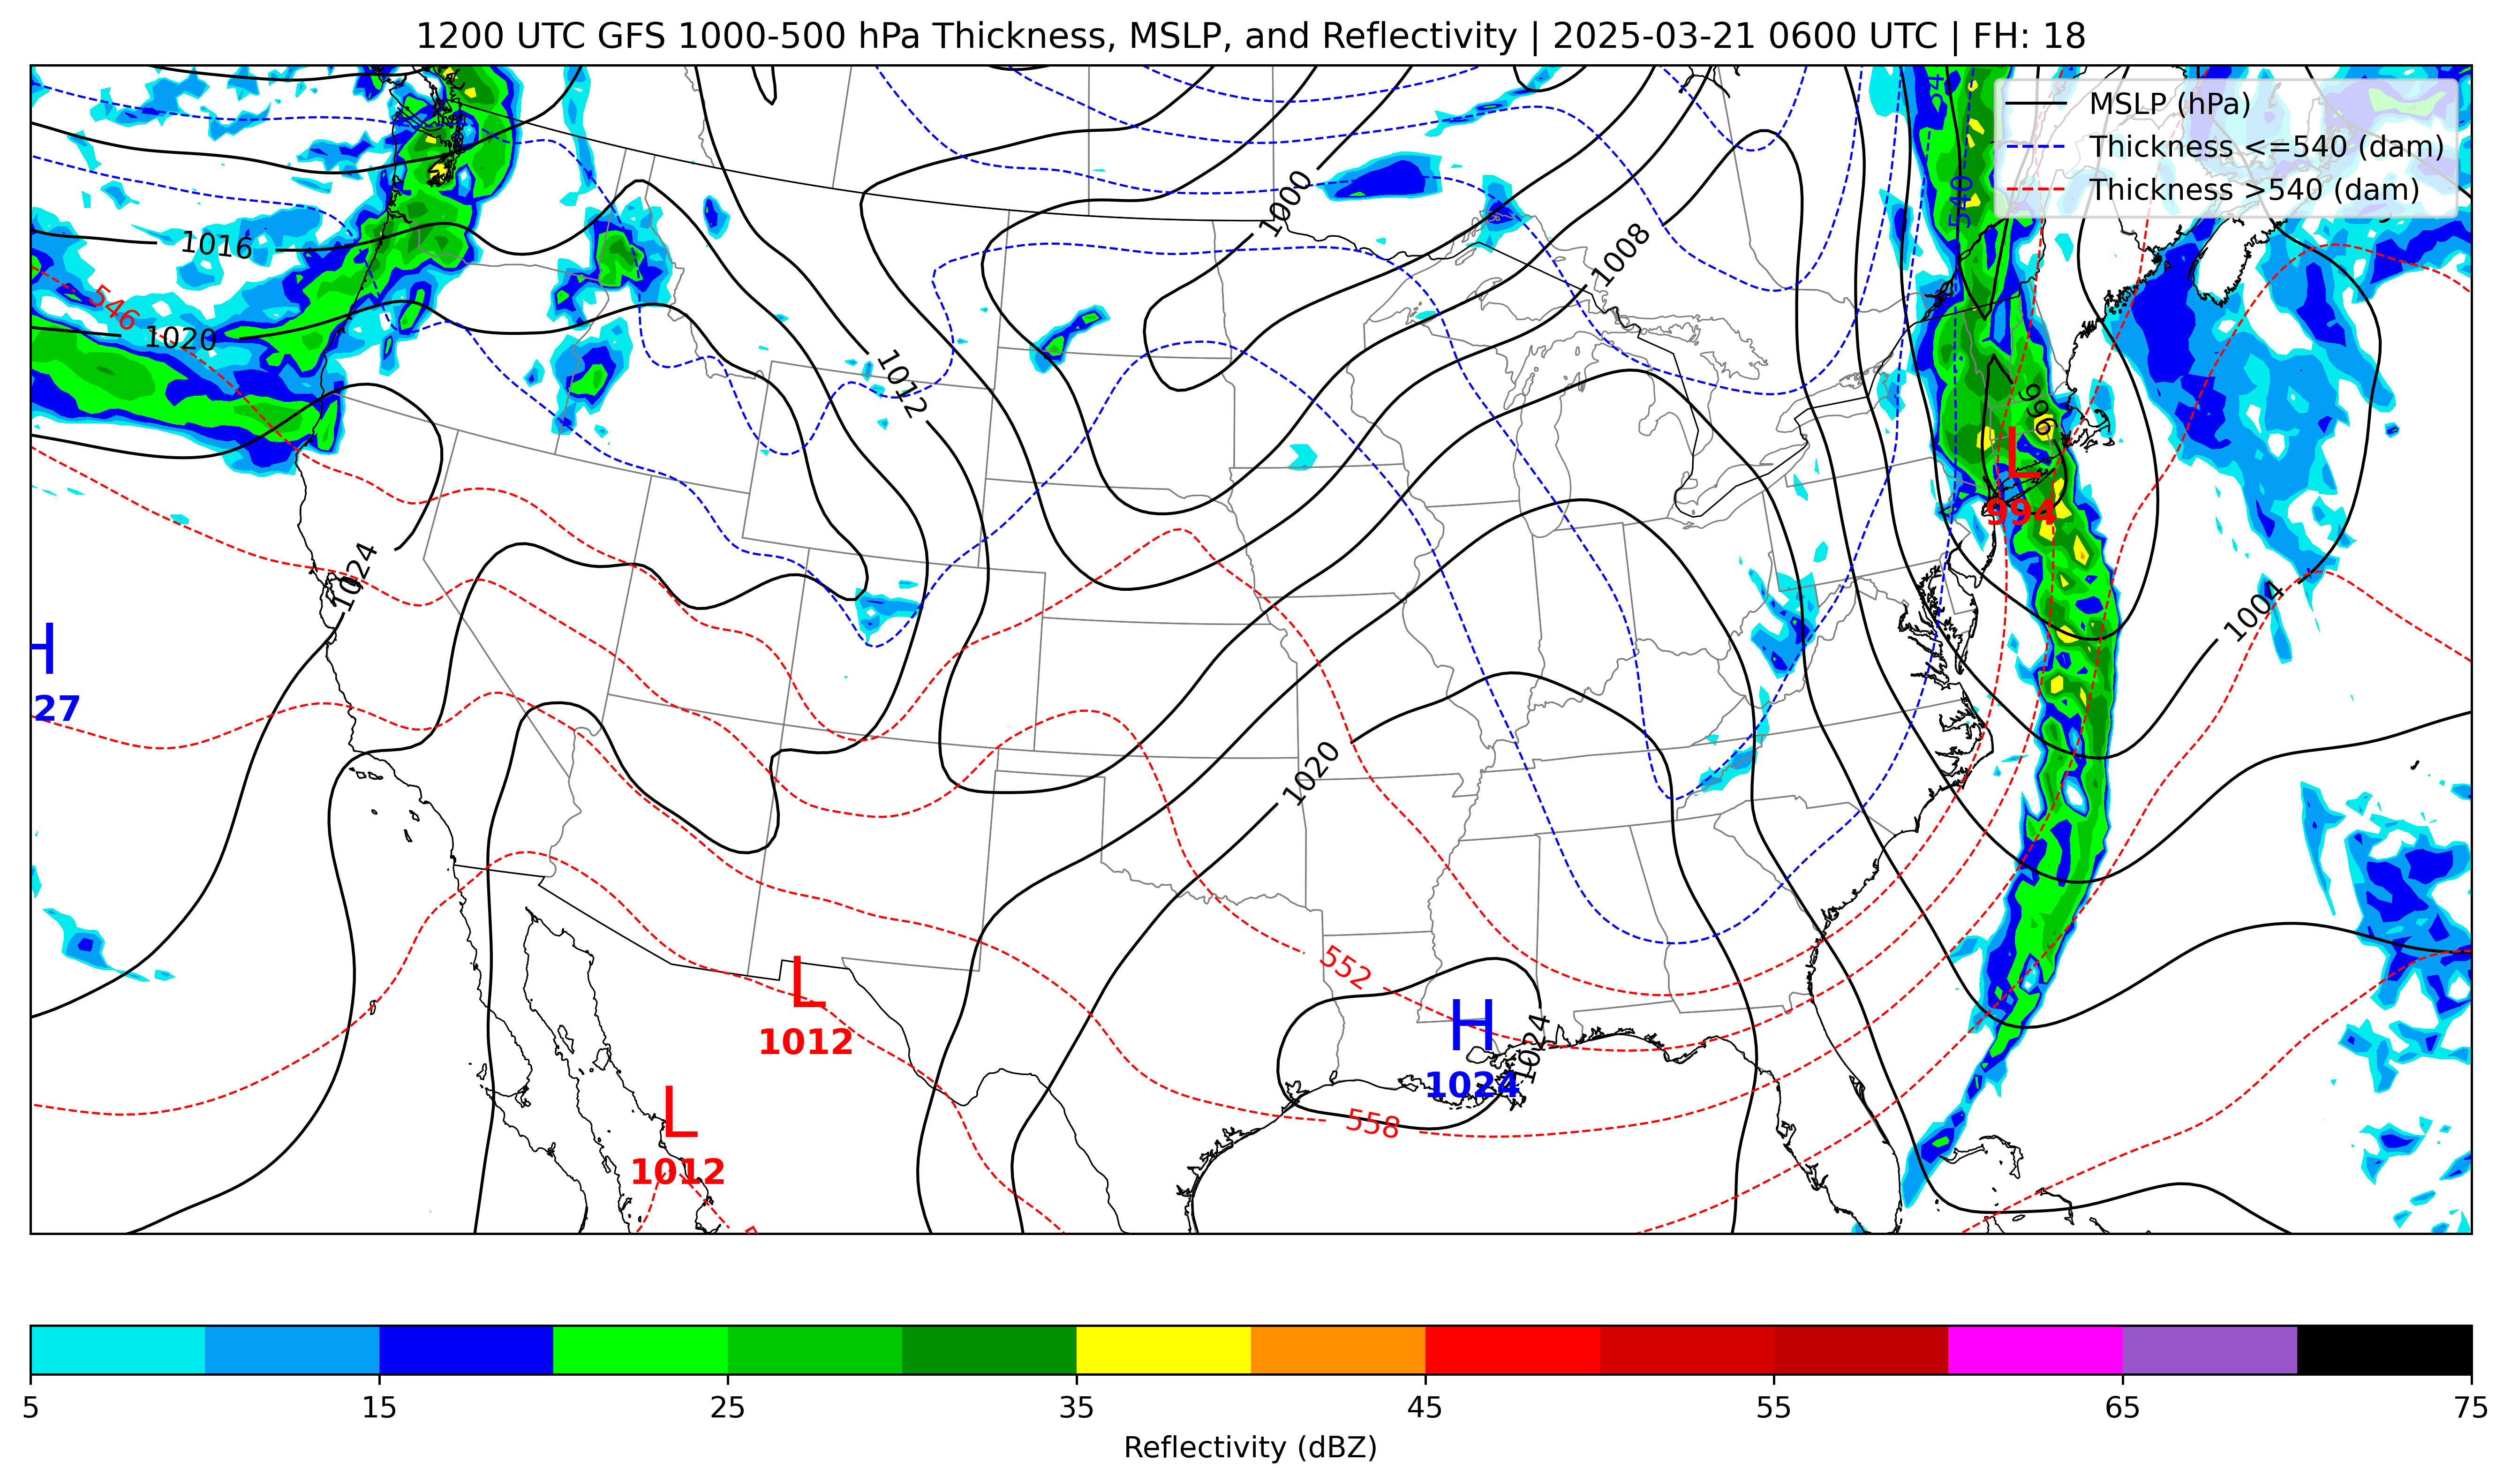 1200 UTC GFS 1000-500 hPa Thickness, MSLP, and Reflectivity | 2025-03-21 0600 UTC | FH: 18
MSLP (hPa)
Thickness <=540 (dam)
Thickness >540 (dam)
540
1000
1008
1016
546
1020
1012
996
L
994
1024
H
27
1004
1020
552
L
1012
H
1024
1024
L
1012
558
5 15 25 35 45 55 65 75
Reflectivity (dBZ)